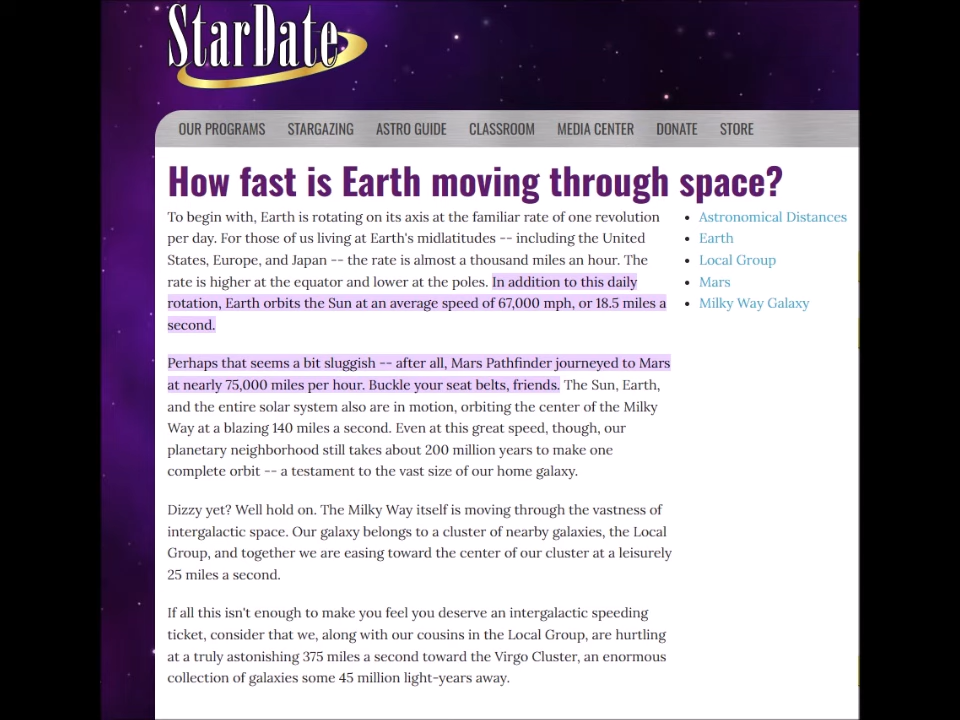 StarDate
OUR PROGRAMS STARGAZING ASTRO GUIDE CLASSROOM MEDIA CENTER DONATE STORE
How fast is Earth moving through space?
To begin with, Earth is rotating on its axis at the familiar rate of one revolution
per day. For those of us living at Earth's midlatitudes -- including the United
States, Europe, and Japan -- the rate is almost a thousand miles an hour. The
rate is higher at the equator and lower at the poles. In addition to this daily
rotation, Earth orbits the Sun at an average speed of 67,000 mph, or 18.5 miles a
second.
Perhaps that seems a bit sluggish -- after all, Mars Pathfinder journeyed to Mars
at nearly 75,000 miles per hour. Buckle your seat belts, friends. The Sun, Earth,
and the entire solar system also are in motion, orbiting the center of the Milky
Way at a blazing 140 miles a second. Even at this great speed, though, our
planetary neighborhood still takes about 200 million years to make one
complete orbit -- a testament to the vast size of our home galaxy.
Dizzy yet? Well hold on. The Milky Way itself is moving through the vastness of
intergalactic space. Our galaxy belongs to a cluster of nearby galaxies, the Local
Group, and together we are easing toward the center of our cluster at a leisurely
25 miles a second.
If all this isn't enough to make you feel you deserve an intergalactic speeding
ticket, consider that we, along with our cousins in the Local Group, are hurtling
at a truly astonishing 375 miles a second toward the Virgo Cluster, an enormous
collection of galaxies some 45 million light-years away.
• Astronomical Distances
• Earth
• Local Group
• Mars
• Milky Way Galaxy